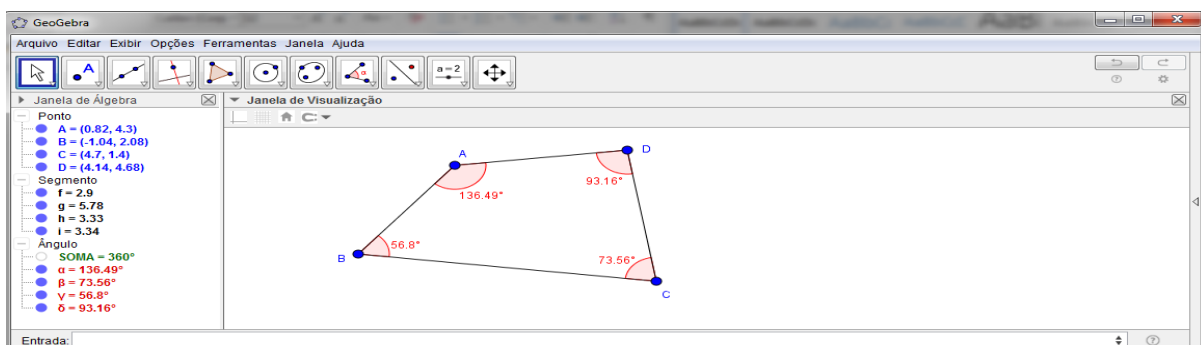 GeoGebra
Arquivo Editar Exibir Opções Ferramentas Janela Ajuda
A
a = 2
Janela de Álgebra
Janela de Visualização
Ponto
A = (0.82, 4.3)
B = (-1.04, 2.08)
C = (4.7, 1.4)
D = (4.14, 4.68)
Segmento
f = 2.9
g = 5.78
h = 3.33
i = 3.34
Ângulo
SOMA = 360°
α = 136.49°
β = 73.56°
γ = 56.8°
δ = 93.16°
A
D
136.49°
93.16°
B
56.8°
73.56°
C
Entrada: